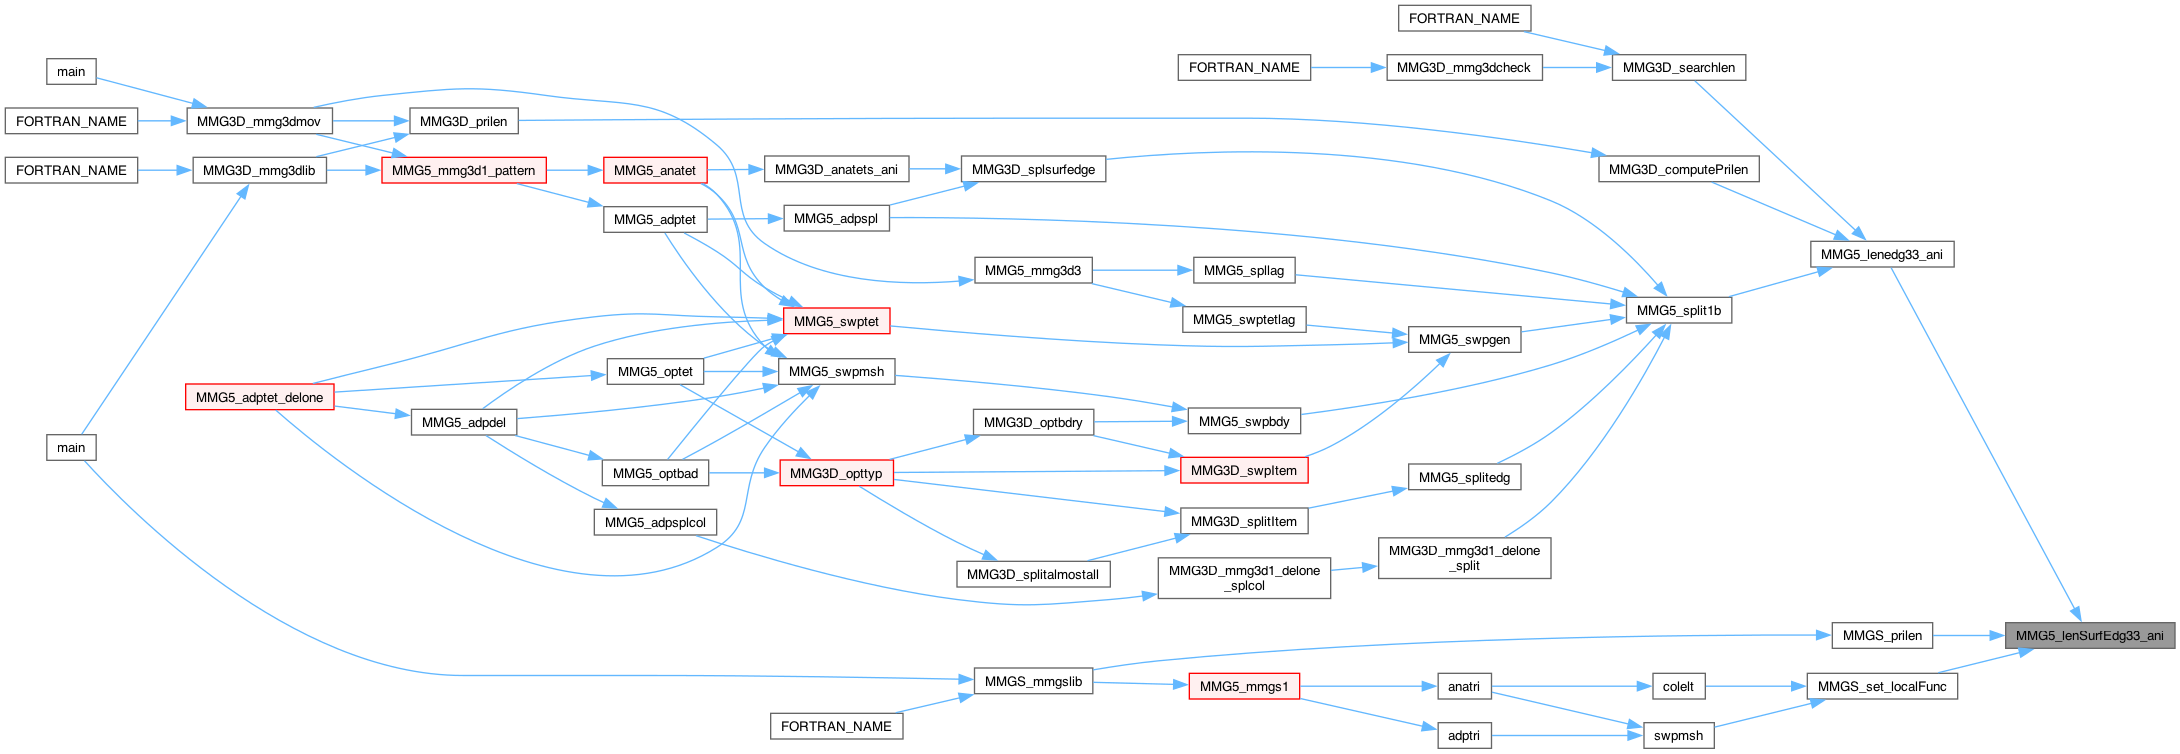 FORTRAN_NAME
main
FORTRAN_NAME
MMG3D_mmg3dcheck
MMG3D_searchlen
FORTRAN_NAME
MMG3D_mmg3dmov
MMG3D_prilen
FORTRAN_NAME
MMG3D_mmg3dlib
MMG5_mmg3d1_pattern
MMG5_anatet
MMG3D_anatets_ani
MMG3D_splsurfedge
MMG3D_computePrilen
MMG5_adptet
MMG5_adpspl
MMG5_lenedg33_ani
MMG5_mmg3d3
MMG5_spllag
MMG5_split1b
MMG5_swptet
MMG5_swptetlag
MMG5_swpgen
MMG5_optet
MMG5_swpmsh
MMG5_adptet_delone
MMG5_adpdel
MMG3D_optbdry
MMG5_swpbdy
main
MMG5_optbad
MMG3D_opttyp
MMG3D_swpItem
MMG5_splitedg
MMG5_adpsplcol
MMG3D_splitItem
MMG3D_mmg3d1_delone
_split
MMG3D_splitalmostall
MMG3D_mmg3d1_delone
_splcol
MMGS_prilen
MMG5_lenSurfEdg33_ani
MMGS_mmgslib
MMG5_mmgs1
anatri
colelt
MMGS_set_localFunc
FORTRAN_NAME
adptri
swpmsh